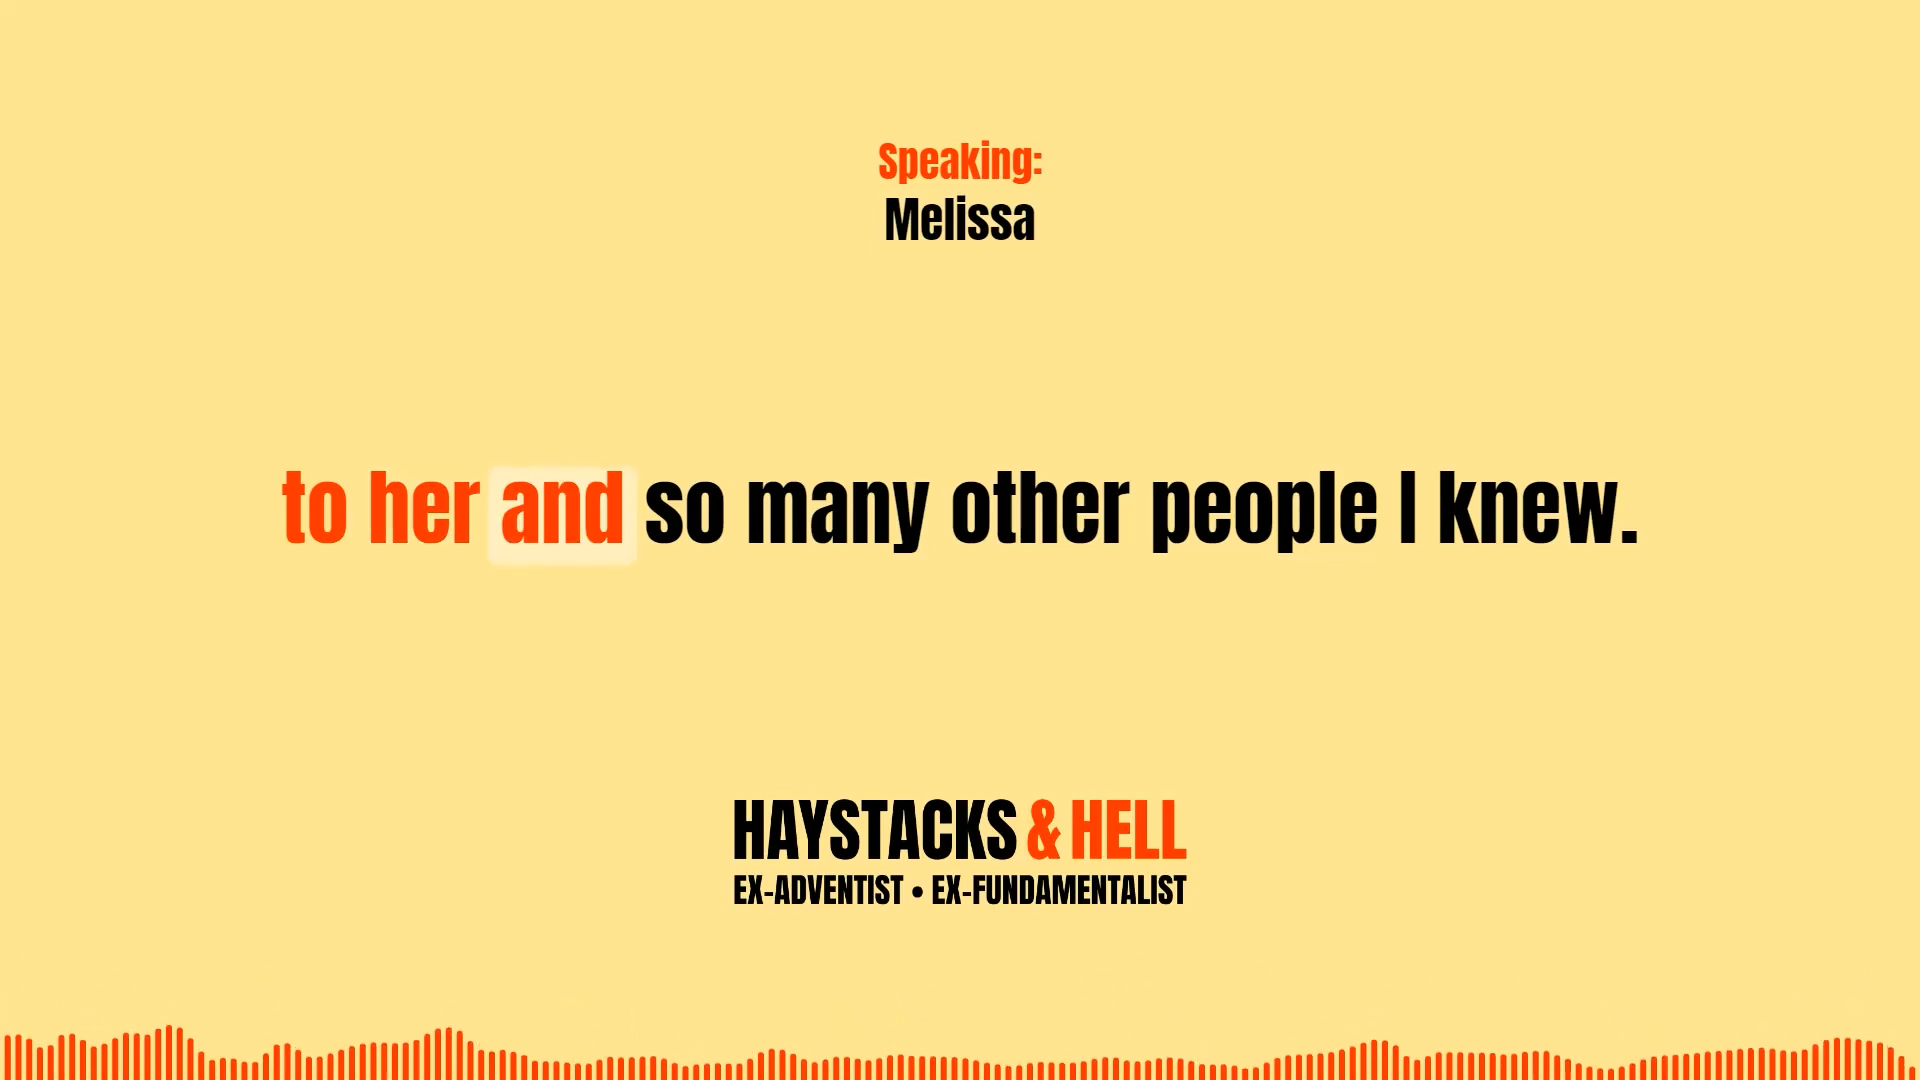 Speaking:
Melissa
to her and so many other people I knew.
HAYSTACKS & HELL
EX-ADVENTIST • EX-FUNDAMENTALIST